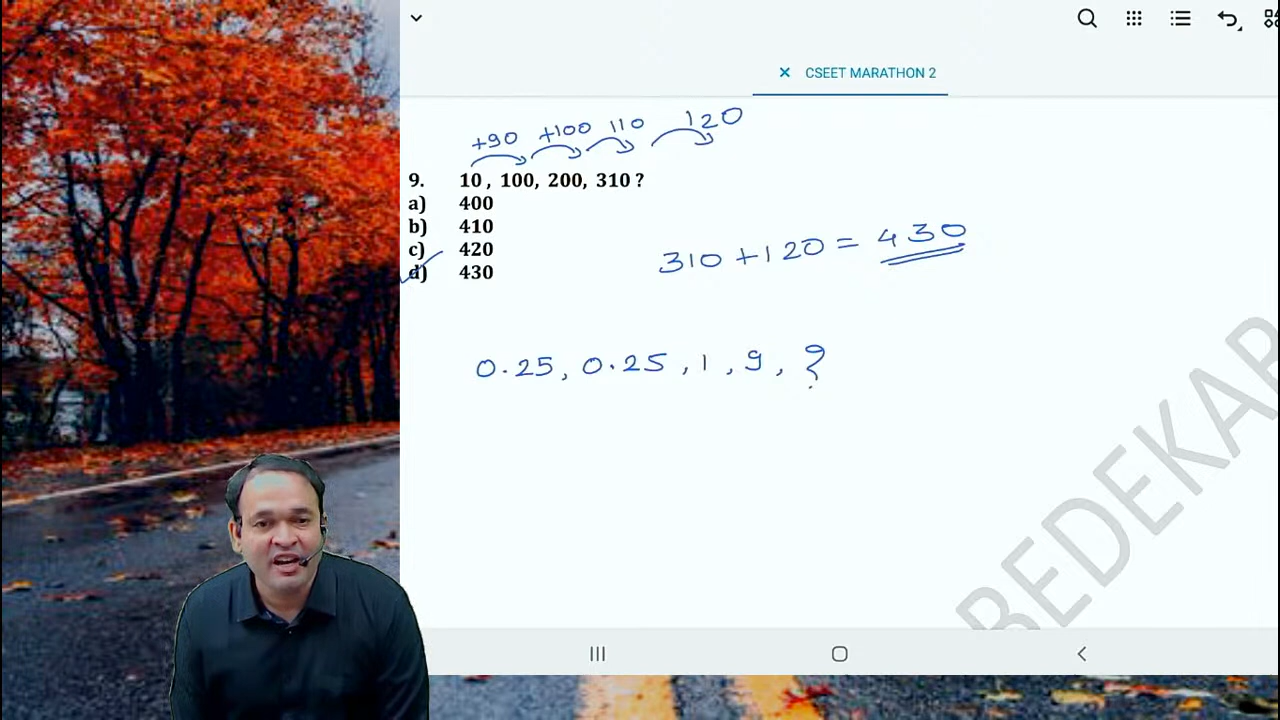 CSEET MARATHON 2
+90 +100 110 120
9. 10 , 100, 200, 310 ?
a) 400
b) 410
c) 420
d) 430
310 + 120 = 430
0.25, 0.25, 1, 9, ?
BEDEKAR